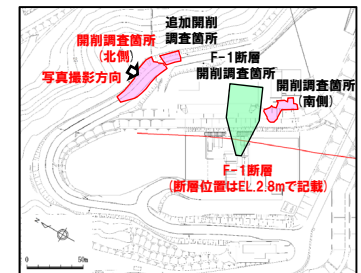 追加開削
調査箇所
開削調査箇所
(北側)
F-1断層
開削調査箇所
写真撮影方向
開削調査箇所
(南側)
F-1断層
(断層位置はEL.2.8mで記載)
N
0 50m